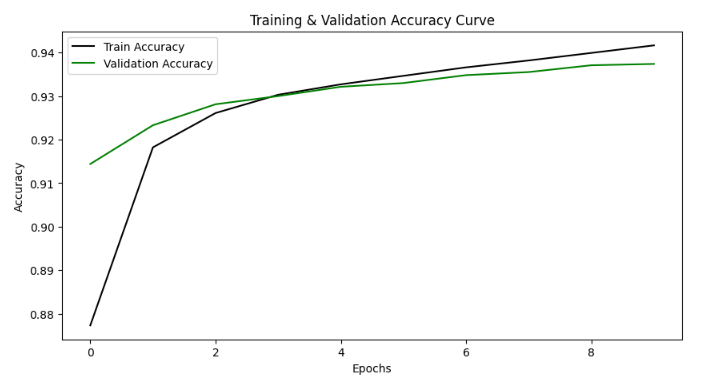 Training & Validation Accuracy Curve
Train Accuracy
Validation Accuracy
Accuracy
0.94
0.93
0.92
0.91
0.90
0.89
0.88
0
2
4
6
8
Epochs